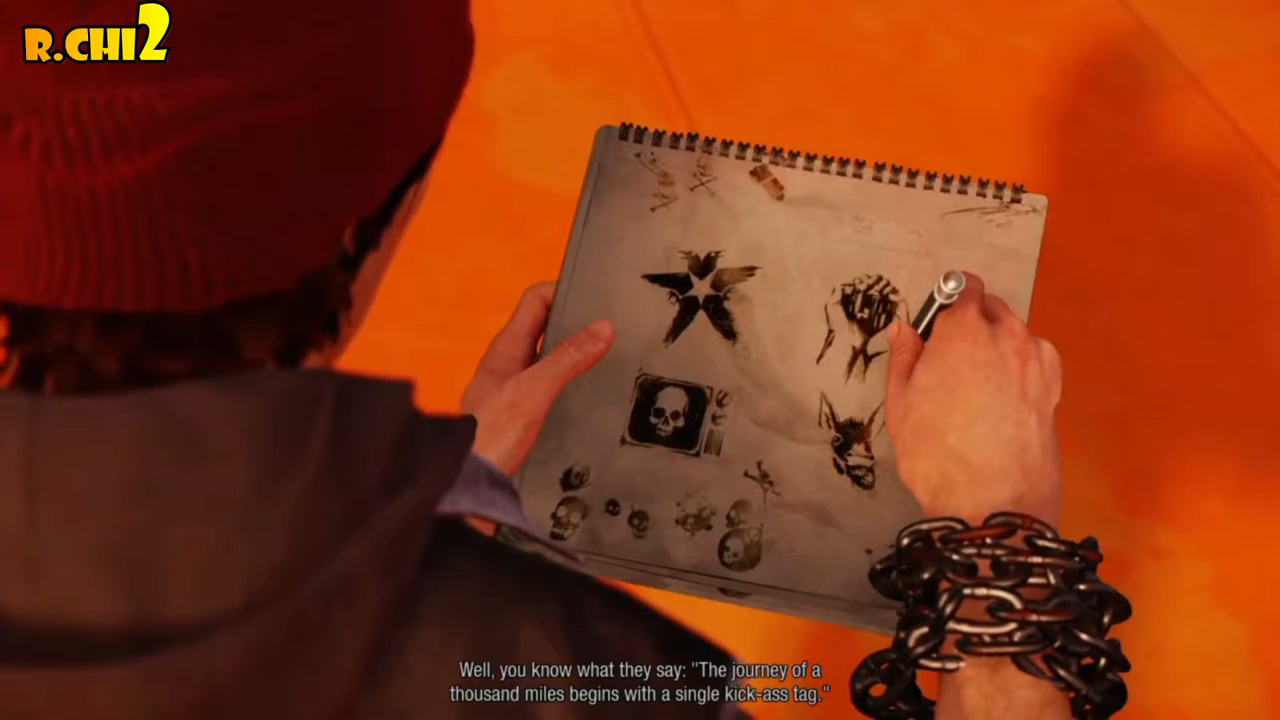 R.CHI2
Well, you know what they say: "The journey of a
thousand miles begins with a single kick-ass tag."